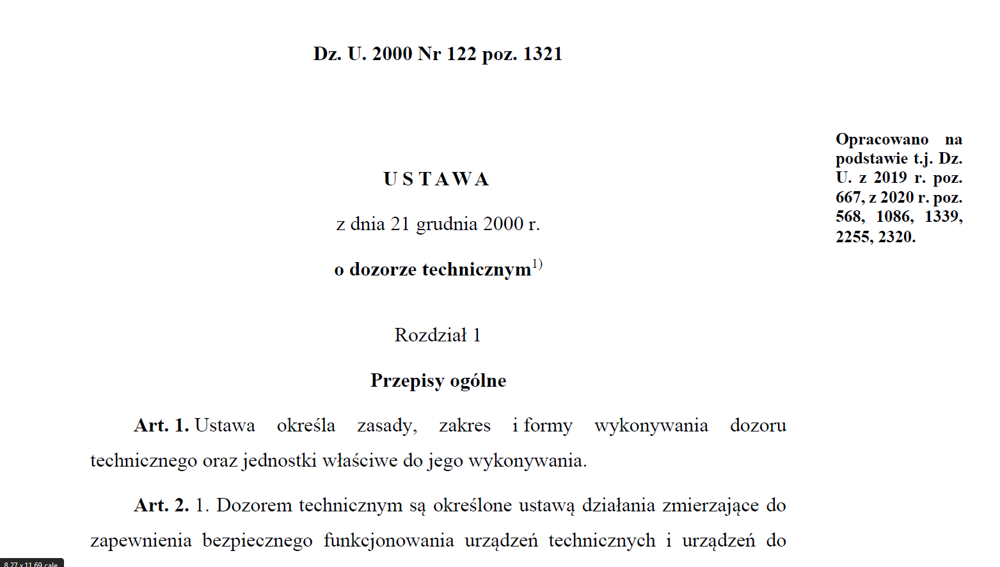 Dz. U. 2000 Nr 122 poz. 1321
Opracowano na
podstawie t.j. Dz.
U. z 2019 r. poz.
667, z 2020 r. poz.
568, 1086, 1339,
2255, 2320.
USTAWA
z dnia 21 grudnia 2000 r.
o dozorze technicznym1)
Rozdział 1
Przepisy ogólne
Art. 1. Ustawa określa zasady, zakres i formy wykonywania dozoru
technicznego oraz jednostki właściwe do jego wykonywania.
Art. 2. 1. Dozorem technicznym są określone ustawą działania zmierzające do
zapewnienia bezpiecznego funkcjonowania urządzeń technicznych i urządzeń do
8,27 x 11,69 cale